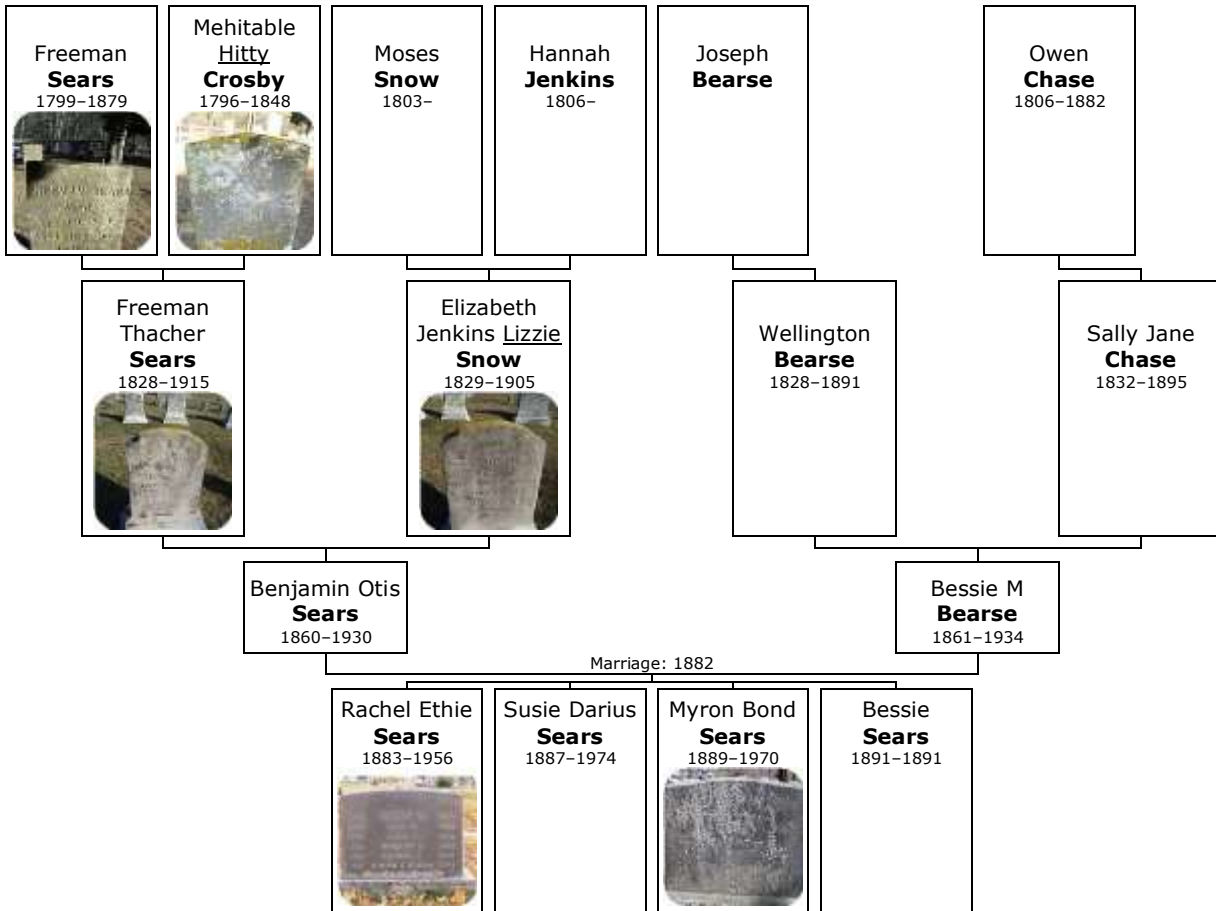 Freeman
Sears
1799–1879
Mehitable
Hitty
Crosby
1796–1848
Moses
Snow
1803–
Hannah
Jenkins
1806–
Joseph
Bearse
Owen
Chase
1806–1882
Freeman
Thacher
Sears
1828–1915
Elizabeth
Jenkins Lizzie
Snow
1829–1905
Wellington
Bearse
1828–1891
Sally Jane
Chase
1832–1895
Benjamin Otis
Sears
1860–1930
Bessie M
Bearse
1861–1934
Marriage: 1882
Rachel Ethie
Sears
1883–1956
Susie Darius
Sears
1887–1974
Myron Bond
Sears
1889–1970
Bessie
Sears
1891–1891